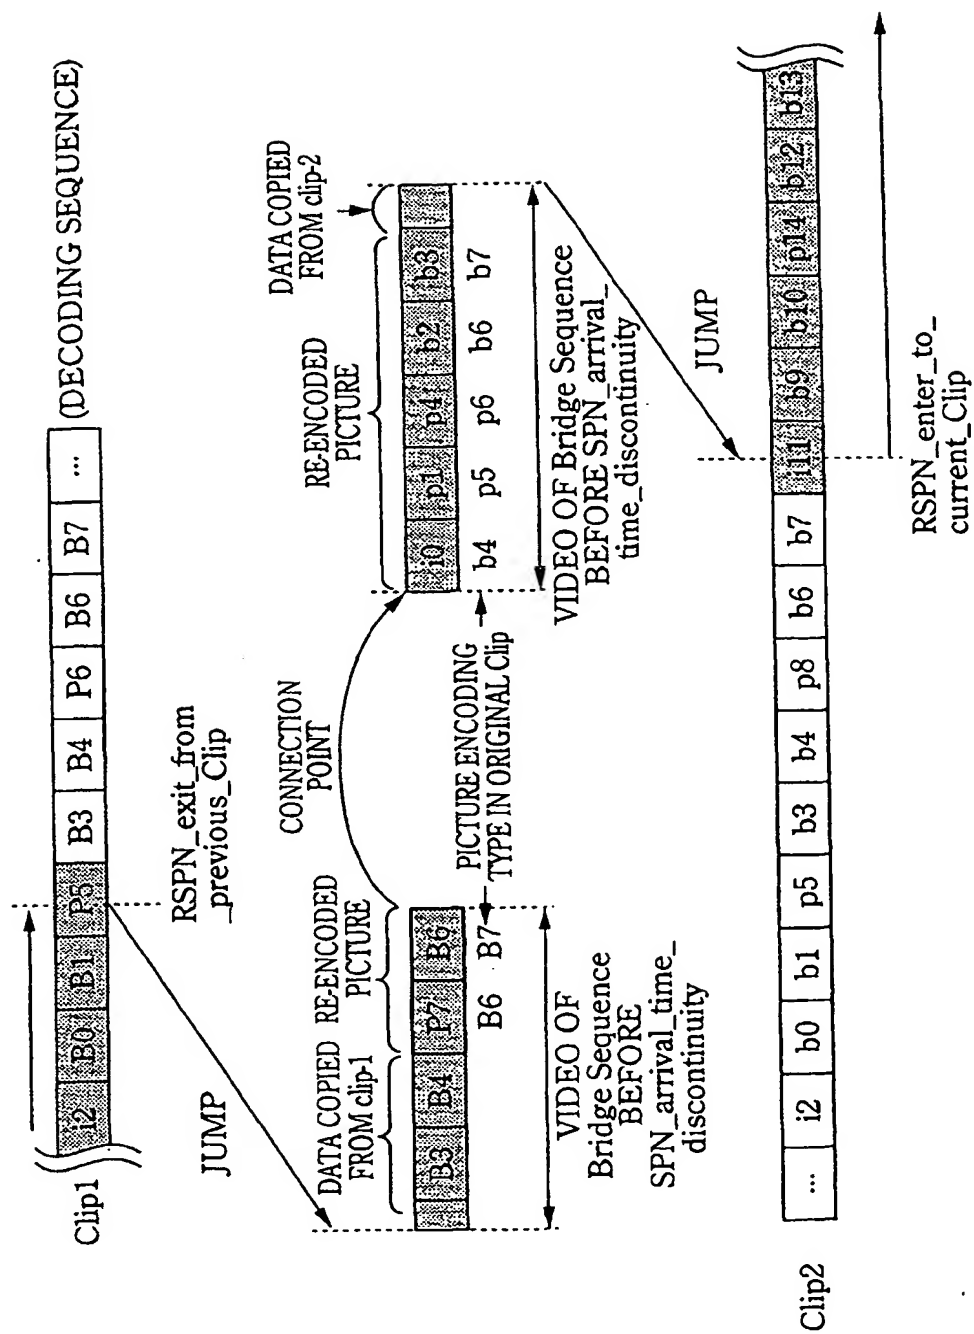 (DECODING SEQUENCE)
Clip1
i2 B0 B1 P5 B3 B4 P6 B6 B7 ...
RSPN_exit_from
_previous_Clip
JUMP
DATA COPIED
FROM clip-1
RE-ENCODED
PICTURE
CONNECTION
POINT
RE-ENCODED
PICTURE
DATA COPIED
FROM clip-2
B3 B4 P7 B6
B6 B7
i0 p1 p4 b2 b3
b4 p5 p6 b6 b7
PICTURE ENCODING
TYPE IN ORIGINAL Clip
VIDEO OF
Bridge Sequence
BEFORE
SPN_arrival_time_
discontinuity
VIDEO OF Bridge Sequence
BEFORE SPN_arrival_
time_discontinuity
JUMP
Clip2
... i2 b0 b1 p5 b3 b4 p8 b6 b7 i11 b9 b10 p14 b12 b13
RSPN_enter_to_
current_Clip